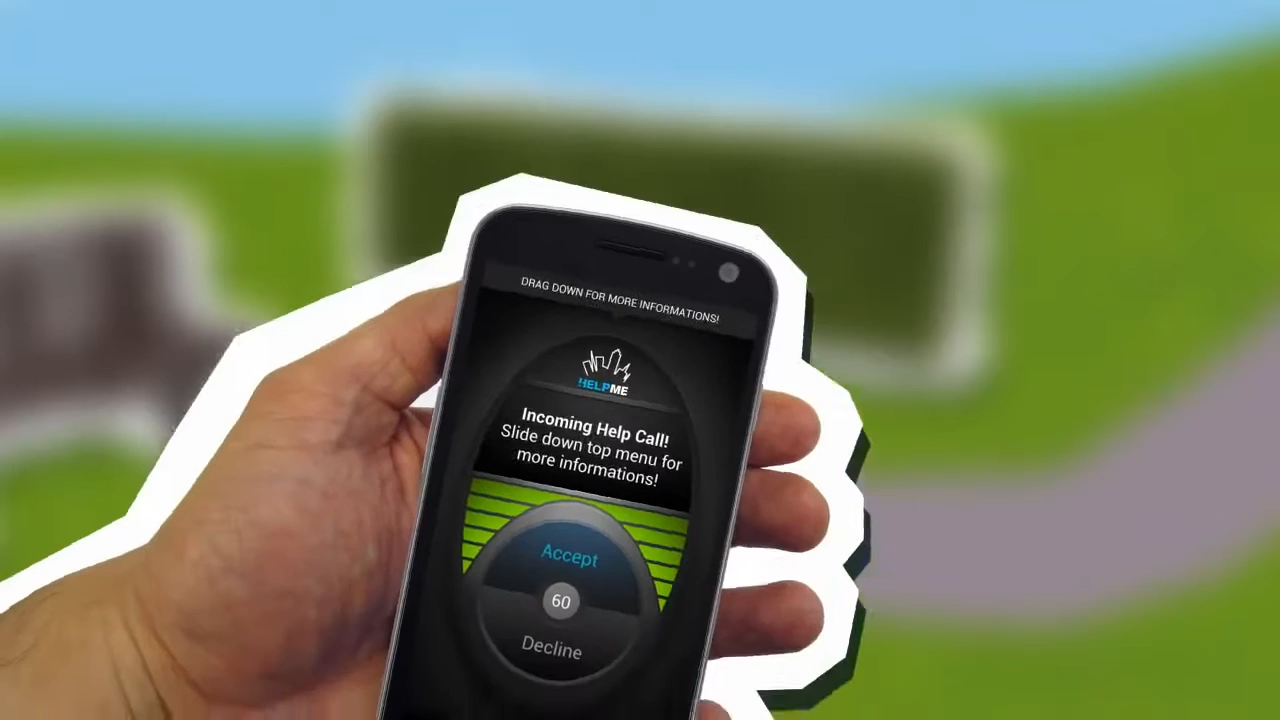 DRAG DOWN FOR MORE INFORMATIONS!
HELPME
Incoming Help Call!
Slide down top menu for
more informations!
Accept
60
Decline